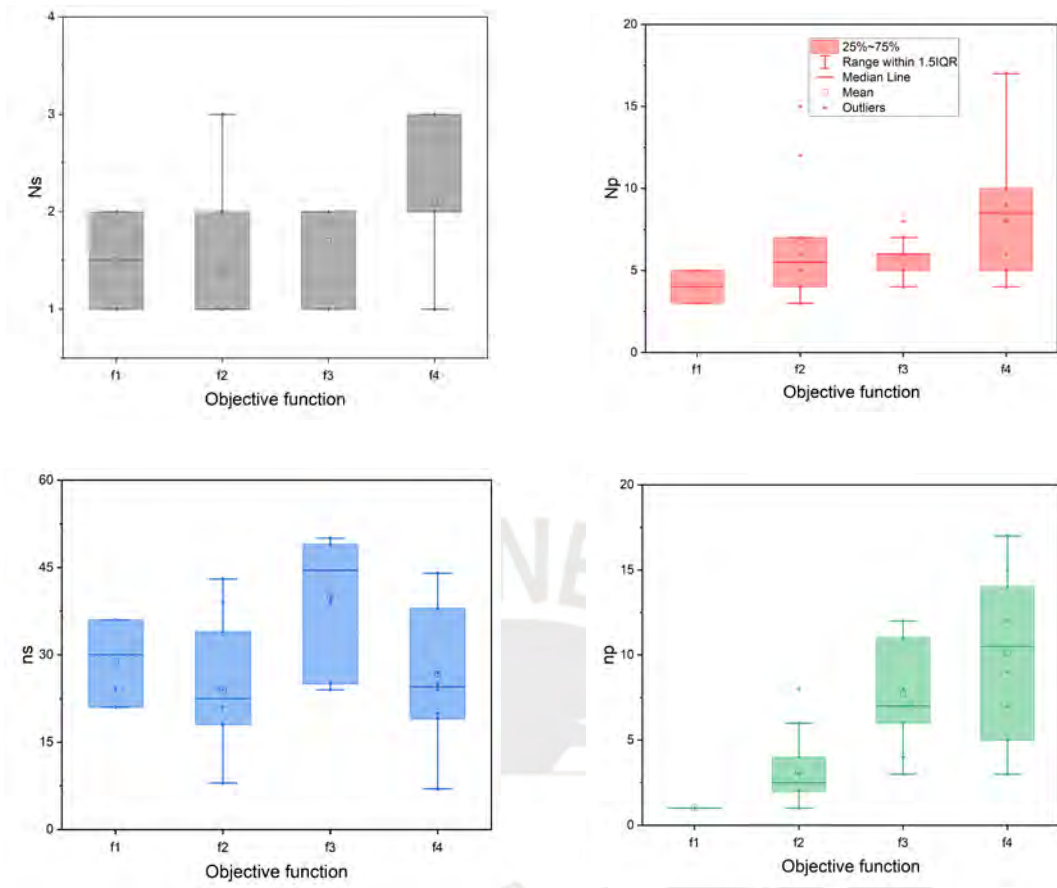 4
3
2
1
Ns
f1 f2 f3 f4
Objective function
20
15
10
5
0
Np
25%~75%
Range within 1.5IQR
Median Line
Mean
Outliers
f1 f2 f3 f4
Objective function
60
45
30
15
0
ns
f1 f2 f3 f4
Objective function
20
15
10
5
0
np
f1 f2 f3 f4
Objective function
NE